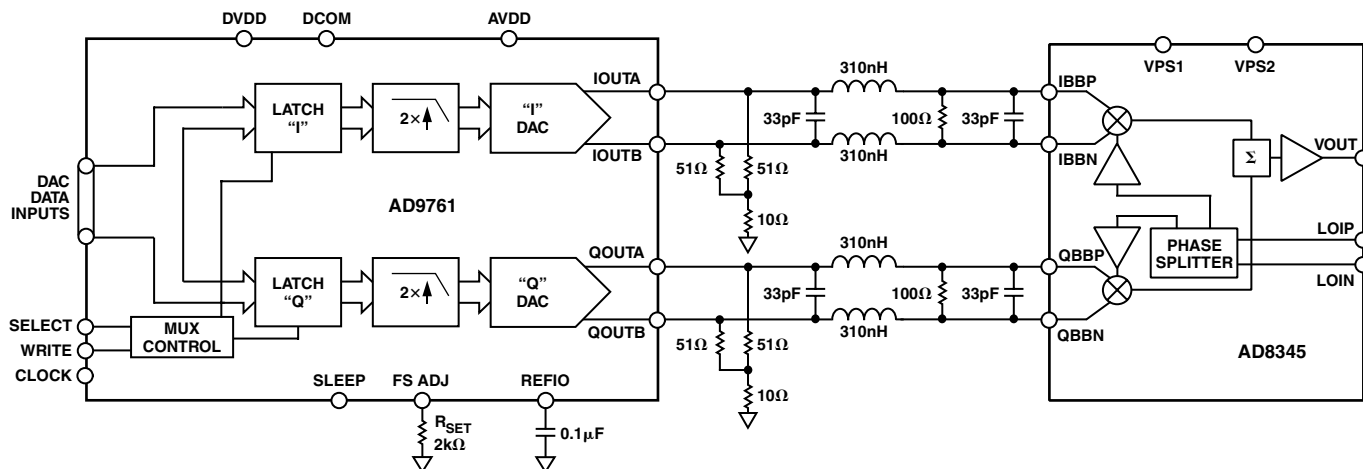 DVDD
DCOM
AVDD
LATCH
"I"
2×
"I"
DAC
IOUTA
IOUTB
DAC
DATA
INPUTS
AD9761
LATCH
"Q"
2×
"Q"
DAC
QOUTA
QOUTB
SELECT
WRITE
CLOCK
MUX
CONTROL
SLEEP
FS ADJ
REFIO
RSET
2kΩ
0.1μF
310nH
33pF
100Ω
33pF
310nH
51Ω
51Ω
10Ω
310nH
33pF
100Ω
33pF
310nH
51Ω
51Ω
10Ω
VPS1
VPS2
IBBP
IBBN
Σ
VOUT
PHASE
SPLITTER
LOIP
LOIN
QBBP
QBBN
AD8345